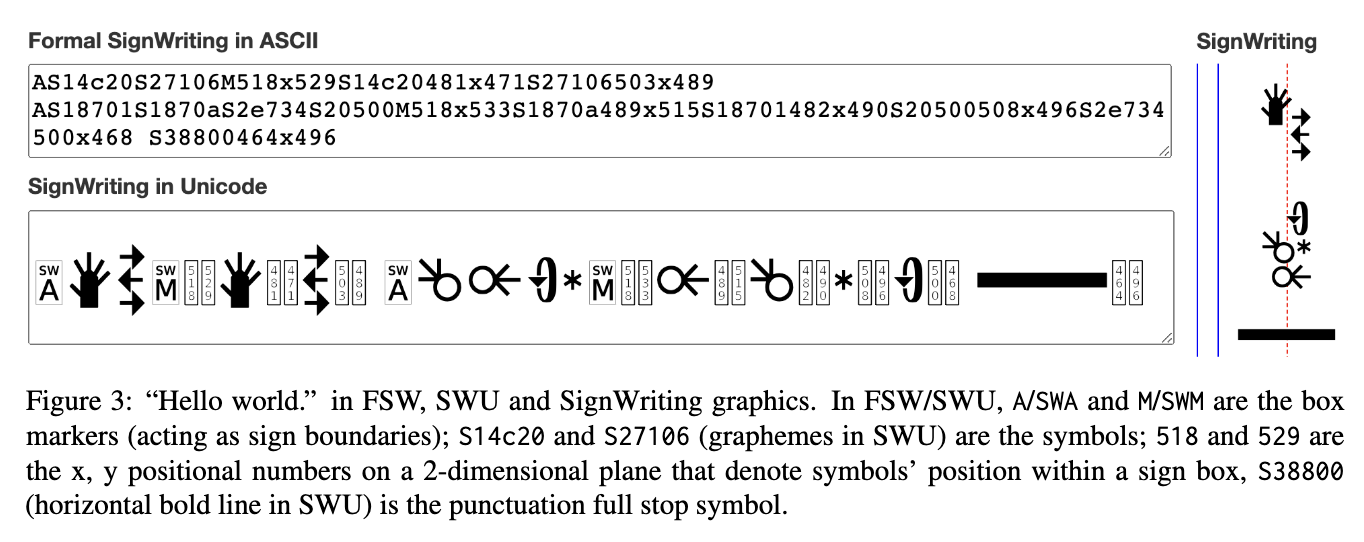 Formal SignWriting in ASCII
SignWriting
AS14c20S27106M518x529S14c20481x471S27106503x489
AS18701S1870aS2e734S20500M518x533S1870a489x515S18701482x490S20500508x496S2e734
500x468 S38800464x496
SignWriting in Unicode
SW A SW M 518 529 481 471 503 489 SW A SW M 518 533 489 515 482 490 508 496 500 468 464 496
Figure 3: “Hello world.” in FSW, SWU and SignWriting graphics. In FSW/SWU, A/SWA and M/SWM are the box
markers (acting as sign boundaries); S14c20 and S27106 (graphemes in SWU) are the symbols; 518 and 529 are
the x, y positional numbers on a 2-dimensional plane that denote symbols’ position within a sign box, S38800
(horizontal bold line in SWU) is the punctuation full stop symbol.